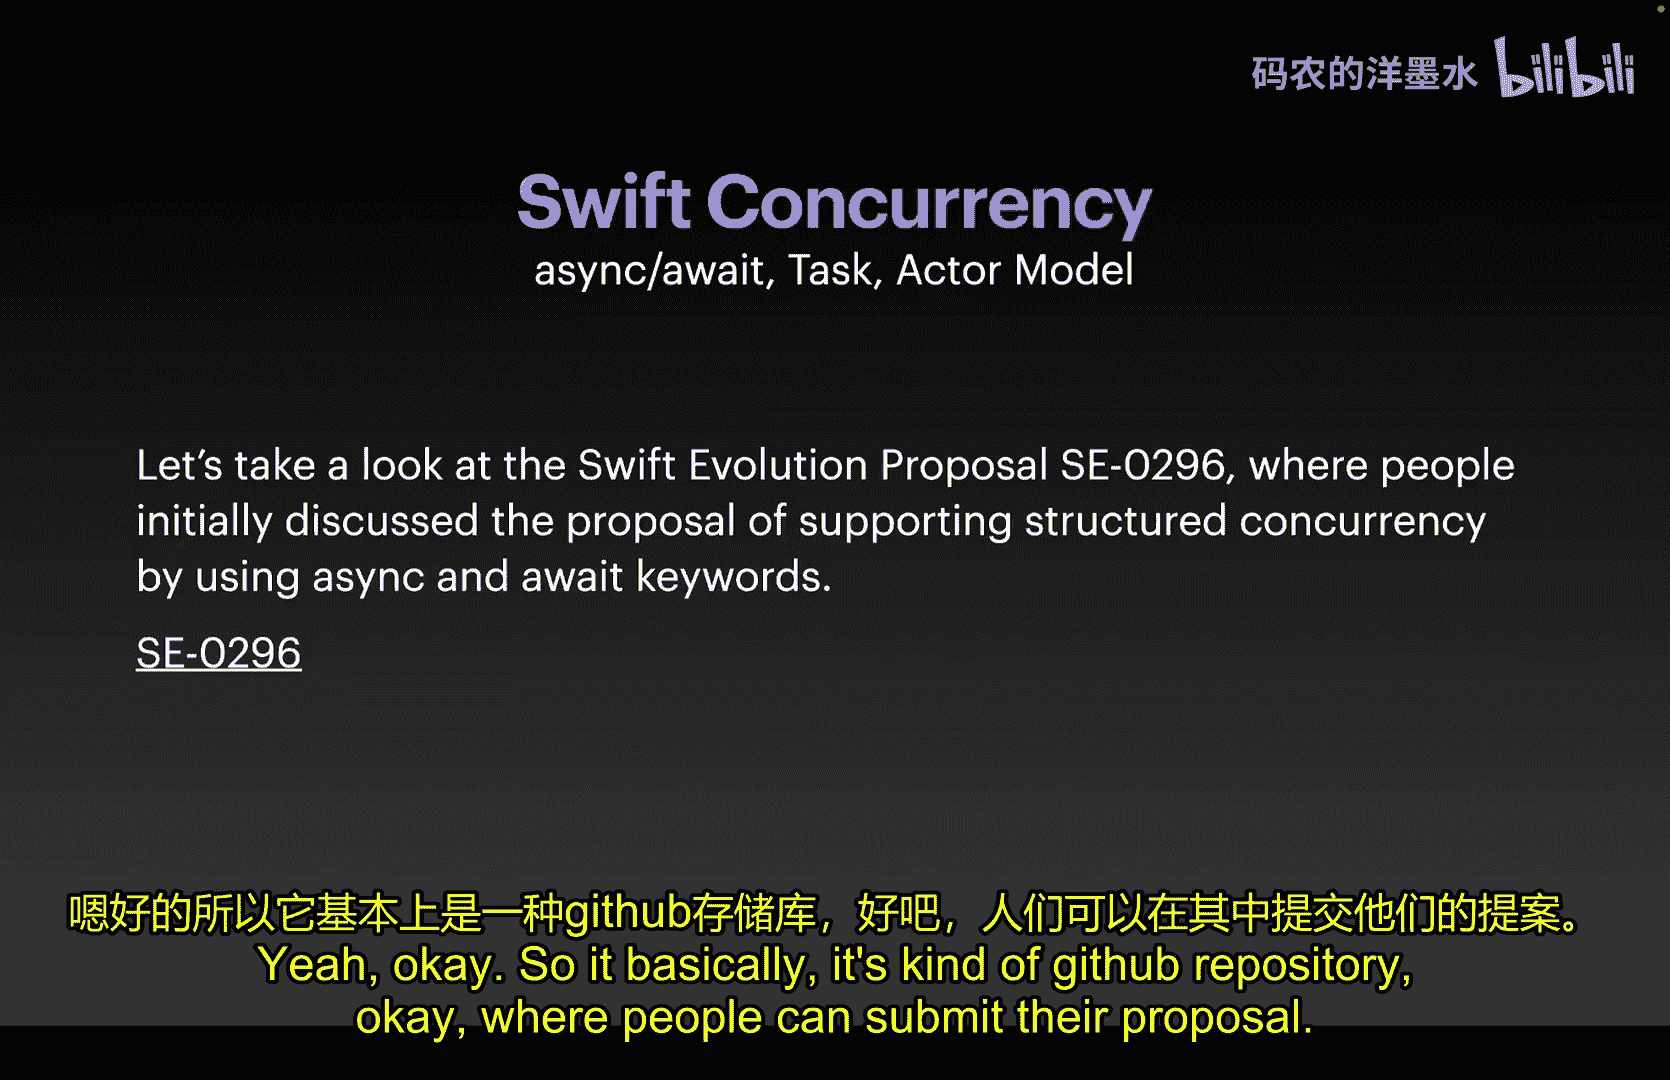 码农的洋墨水 bilibili
Swift Concurrency
async/await, Task, Actor Model
Let’s take a look at the Swift Evolution Proposal SE-0296, where people
initially discussed the proposal of supporting structured concurrency
by using async and await keywords.
SE-0296
嗯好的所以它基本上是一种github存储库，好吧，人们可以在其中提交他们的提案。
Yeah, okay. So it basically, it's kind of github repository,
okay, where people can submit their proposal.